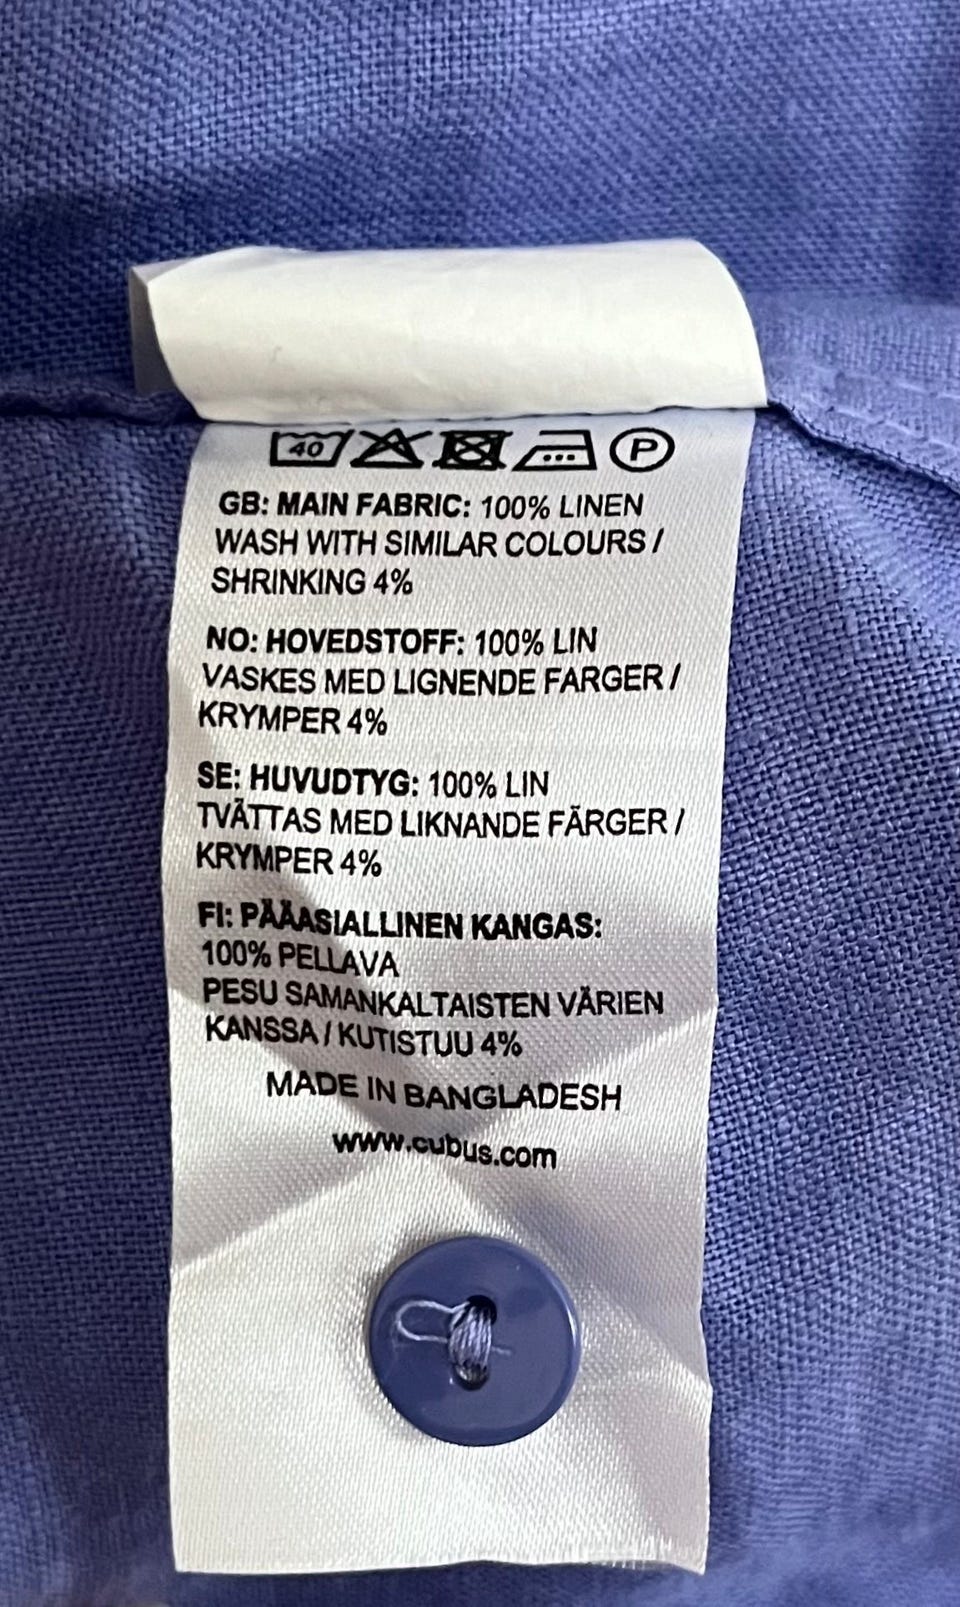 40 P
GB: MAIN FABRIC: 100% LINEN
WASH WITH SIMILAR COLOURS /
SHRINKING 4%
NO: HOVEDSTOFF: 100% LIN
VASKES MED LIGNENDE FARGER /
KRYMPER 4%
SE: HUVUDTYG: 100% LIN
TVÄTTAS MED LIKNANDE FÄRGER /
KRYMPER 4%
FI: PÄÄASIALLINEN KANGAS:
100% PELLAVA
PESU SAMANKALTAISTEN VÄRIEN
KANSSA / KUTISTUU 4%
MADE IN BANGLADESH
www.cubus.com